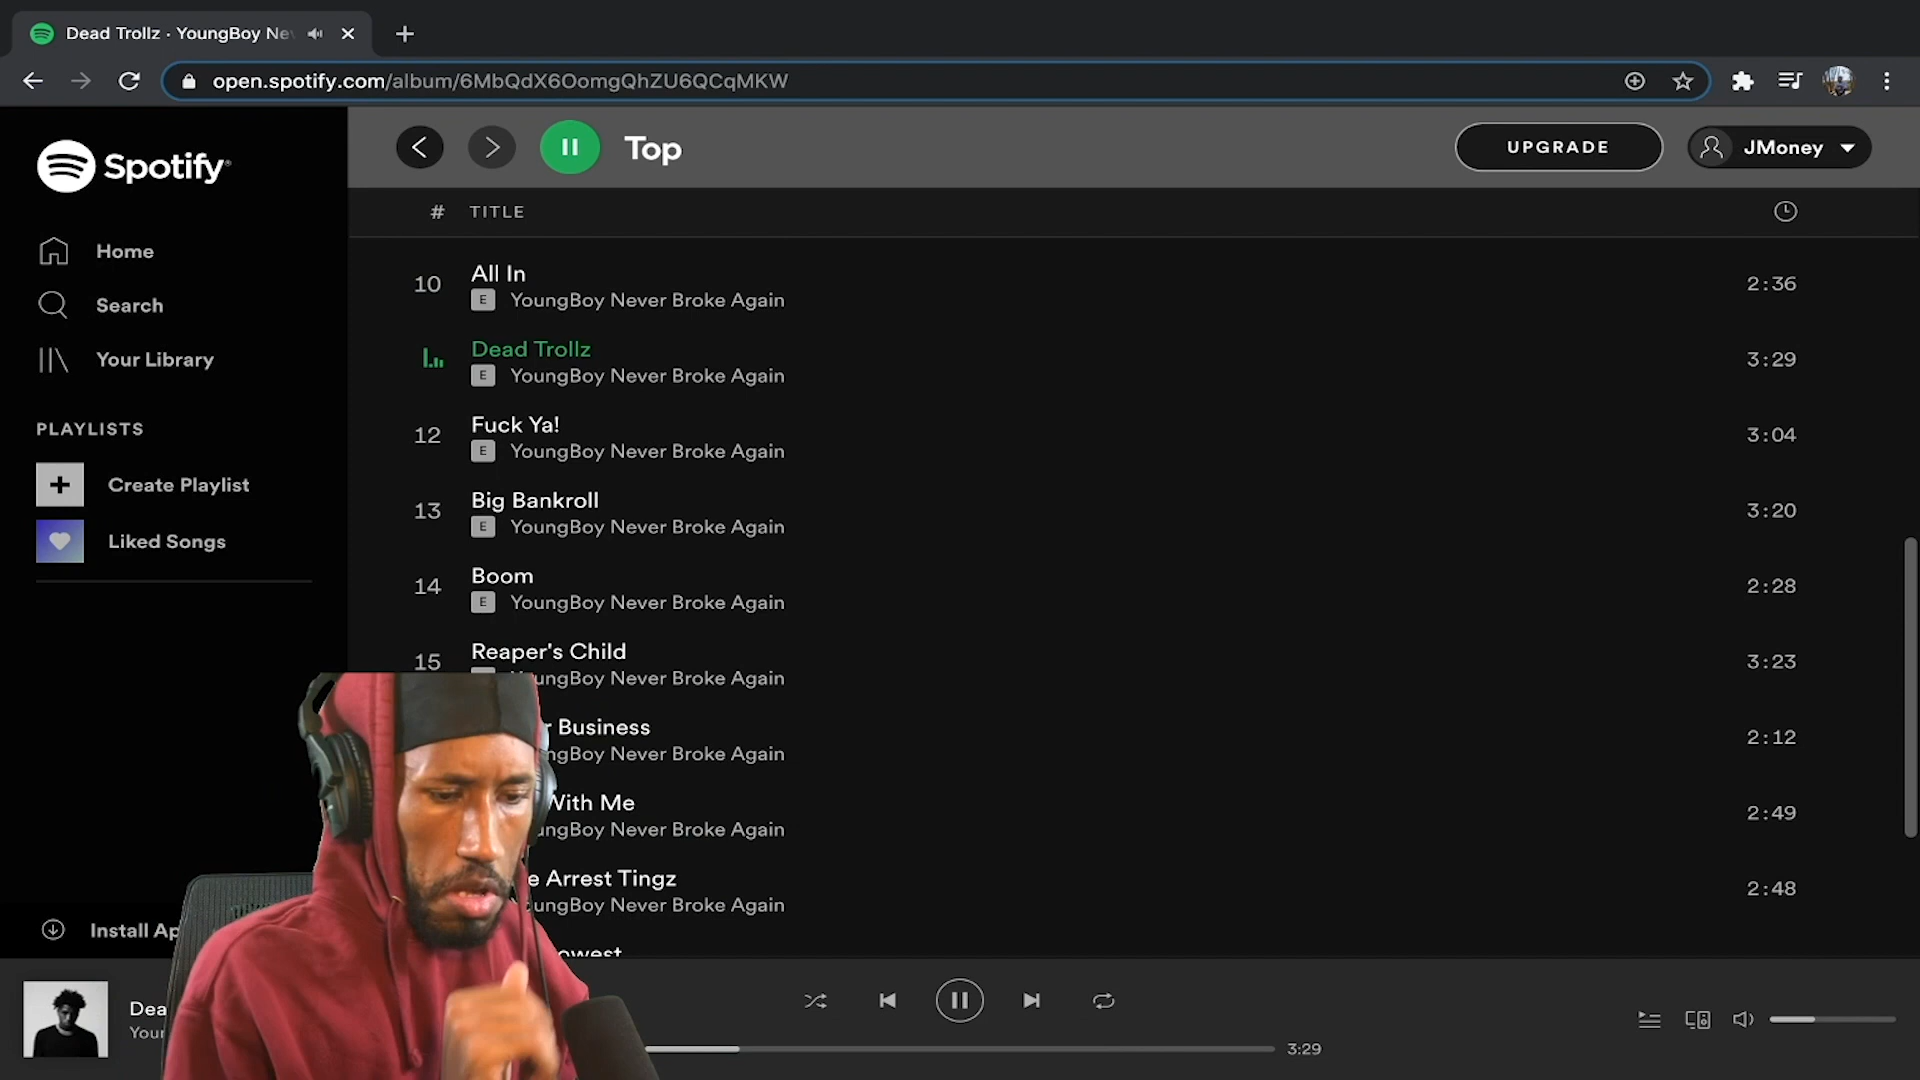 Dead Trollz · YoungBoy Ne
open.spotify.com/album/6MbQdX6OomgQhZU6QCqMKW
Spotify
Top
UPGRADE
JMoney
# TITLE
Home
Search
Your Library
PLAYLISTS
Create Playlist
Liked Songs
10 All In 2:36
E YoungBoy Never Broke Again
Dead Trollz 3:29
E YoungBoy Never Broke Again
12 Fuck Ya! 3:04
E YoungBoy Never Broke Again
13 Big Bankroll 3:20
E YoungBoy Never Broke Again
14 Boom 2:28
E YoungBoy Never Broke Again
15 Reaper's Child 3:23
ungBoy Never Broke Again
r Business 2:12
ngBoy Never Broke Again
With Me 2:49
ungBoy Never Broke Again
e Arrest Tingz 2:48
oungBoy Never Broke Again
owest
Install Ap
Dea
Your
3:29